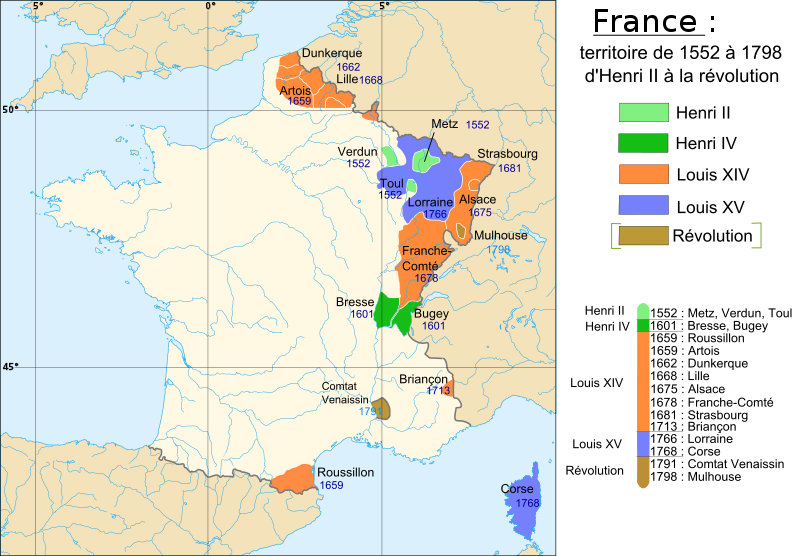 5°
0°
5°
50°
45°
Dunkerque
1662
Lille 1668
Artois
1659
Metz 1552
Verdun
1552
Strasbourg
1681
Toul
1552
Lorraine
1766
Alsace
1675
Mulhouse
1798
Franche-
Comté
1678
Bresse
1601
Bugey
1601
Briançon
1713
Comtat
Venaissin
1791
Roussillon
1659
Corse
1768
France :
territoire de 1552 à 1798
d'Henri II à la révolution
Henri II
Henri IV
Louis XIV
Louis XV
Révolution
Henri II
1552 : Metz, Verdun, Toul
Henri IV
1601 : Bresse, Bugey
1659 : Roussillon
1659 : Artois
1662 : Dunkerque
1668 : Lille
Louis XIV
1675 : Alsace
1678 : Franche-Comté
1681 : Strasbourg
1713 : Briançon
Louis XV
1766 : Lorraine
1768 : Corse
Révolution
1791 : Comtat Venaissin
1798 : Mulhouse